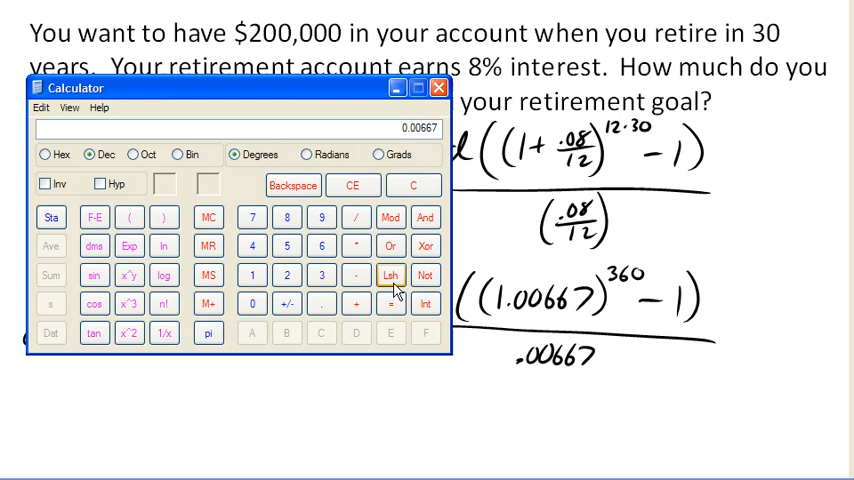 You want to have $200,000 in your account when you retire in 30
years. Your retirement account earns 8% interest. How much do you
your retirement goal?
Calculator
Edit View Help
0.00667
Hex Dec Oct Bin Degrees Radians Grads
Inv Hyp Backspace CE C
Sta F-E ( ) MC 7 8 9 / Mod And
Ave dms Exp ln MR 4 5 6 * Or Xor
Sum sin x^y log MS 1 2 3 - Lsh Not
s cos x^3 n! M+ 0 +/- . + = Int
Dat tan x^2 1/x pi A B C D E F
d((1+.08/12)^12·30 - 1)
(.08/12)
((1.00667)^360 - 1)
.00667